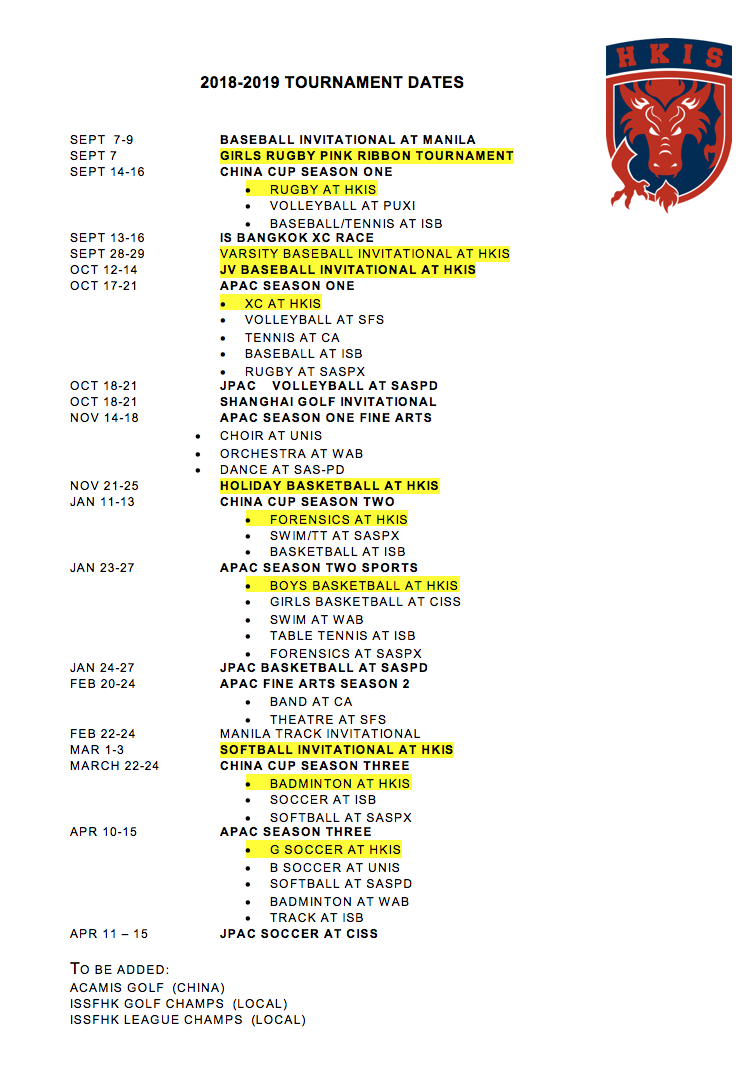 HKIS
2018-2019 TOURNAMENT DATES
SEPT 7-9 BASEBALL INVITATIONAL AT MANILA
SEPT 7 GIRLS RUGBY PINK RIBBON TOURNAMENT
SEPT 14-16 CHINA CUP SEASON ONE
• RUGBY AT HKIS
• VOLLEYBALL AT PUXI
• BASEBALL/TENNIS AT ISB
SEPT 13-16 IS BANGKOK XC RACE
SEPT 28-29 VARSITY BASEBALL INVITATIONAL AT HKIS
OCT 12-14 JV BASEBALL INVITATIONAL AT HKIS
OCT 17-21 APAC SEASON ONE
• XC AT HKIS
• VOLLEYBALL AT SFS
• TENNIS AT CA
• BASEBALL AT ISB
• RUGBY AT SASPX
OCT 18-21 JPAC VOLLEYBALL AT SASPD
OCT 18-21 SHANGHAI GOLF INVITATIONAL
NOV 14-18 APAC SEASON ONE FINE ARTS
• CHOIR AT UNIS
• ORCHESTRA AT WAB
• DANCE AT SAS-PD
NOV 21-25 HOLIDAY BASKETBALL AT HKIS
JAN 11-13 CHINA CUP SEASON TWO
• FORENSICS AT HKIS
• SWIM/TT AT SASPX
• BASKETBALL AT ISB
JAN 23-27 APAC SEASON TWO SPORTS
• BOYS BASKETBALL AT HKIS
• GIRLS BASKETBALL AT CISS
• SWIM AT WAB
• TABLE TENNIS AT ISB
• FORENSICS AT SASPX
JAN 24-27 JPAC BASKETBALL AT SASPD
FEB 20-24 APAC FINE ARTS SEASON 2
• BAND AT CA
• THEATRE AT SFS
FEB 22-24 MANILA TRACK INVITATIONAL
MAR 1-3 SOFTBALL INVITATIONAL AT HKIS
MARCH 22-24 CHINA CUP SEASON THREE
• BADMINTON AT HKIS
• SOCCER AT ISB
• SOFTBALL AT SASPX
APR 10-15 APAC SEASON THREE
• G SOCCER AT HKIS
• B SOCCER AT UNIS
• SOFTBALL AT SASPD
• BADMINTON AT WAB
• TRACK AT ISB
APR 11 – 15 JPAC SOCCER AT CISS
TO BE ADDED:
ACAMIS GOLF (CHINA)
ISSFHK GOLF CHAMPS (LOCAL)
ISSFHK LEAGUE CHAMPS (LOCAL)